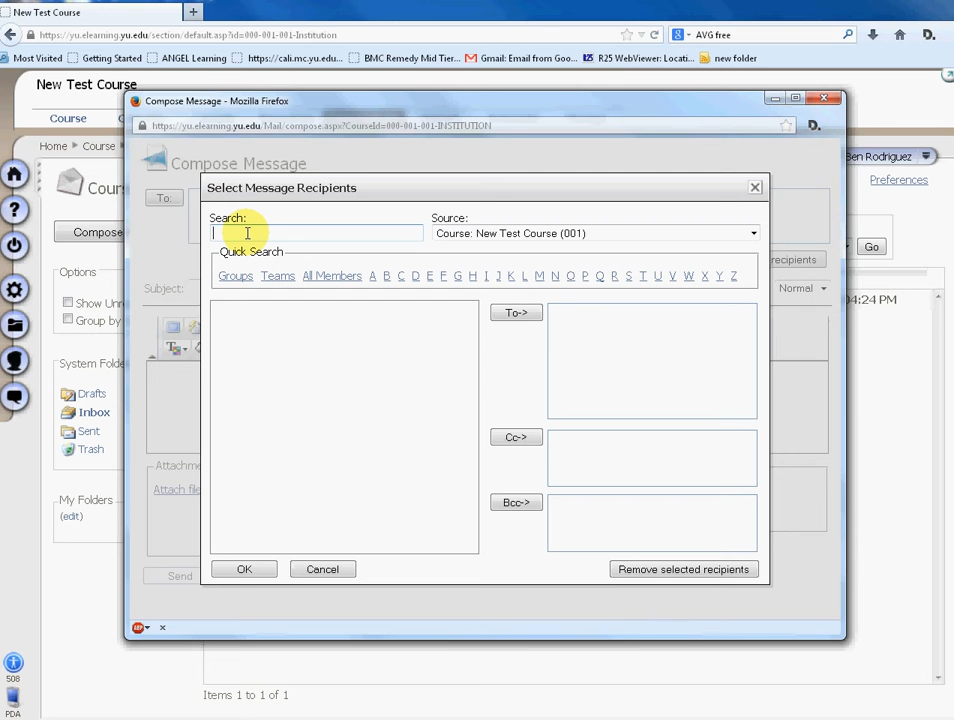 New Test Course
+
https://yu.elearning.yu.edu/section/default.asp?id=000-001-001-Institution
AVG free
D.
Most Visited Getting Started ANGEL Learning https://cali.mc.yu.edu... BMC Remedy Mid Tier... Gmail: Email from Goo... R25 WebViewer: Locati... new folder
New Test Course
Course
Compose Message - Mozilla Firefox
https://yu.elearning.yu.edu/Mail/compose.aspx?CourseId=000-001-001-INSTITUTION
D.
Home Course
Ben Rodriguez
Preferences
Compose Message
To:
Cour
Compose
Go
Select Message Recipients
Search:
Source:
Course: New Test Course (001)
Quick Search
Groups Teams All Members A B C D E F G H I J K L M N O P Q R S T U V W X Y Z
recipients
Options
Show Unr
Group by
Subject:
Normal
04:24 PM
To->
Cc->
Bcc->
System Folde
Drafts
Inbox
Sent
Trash
Attachme
Attach file
My Folders
(edit)
OK
Cancel
Remove selected recipients
Send
ABP
508
PDA
Items 1 to 1 of 1